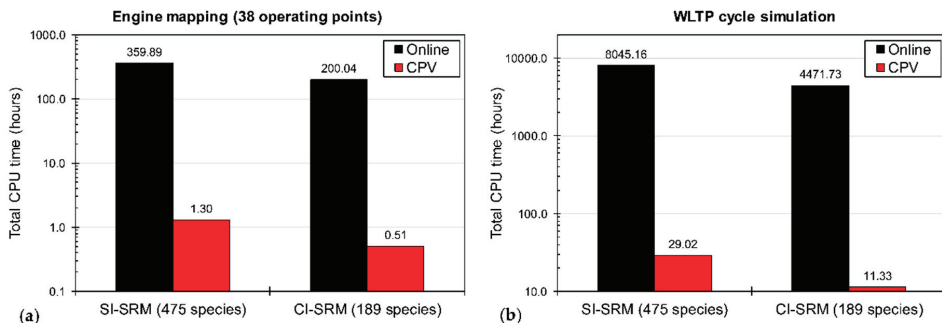 Engine mapping (38 operating points)
Total CPU time (hours)
1000.0
100.0
10.0
1.0
0.1
359.89
1.30
200.04
0.51
Online
CPV
SI-SRM (475 species)
CI-SRM (189 species)
(a)
WLTP cycle simulation
Total CPU time (hours)
10000.0
1000.0
100.0
10.0
8045.16
29.02
4471.73
11.33
Online
CPV
SI-SRM (475 species)
CI-SRM (189 species)
(b)